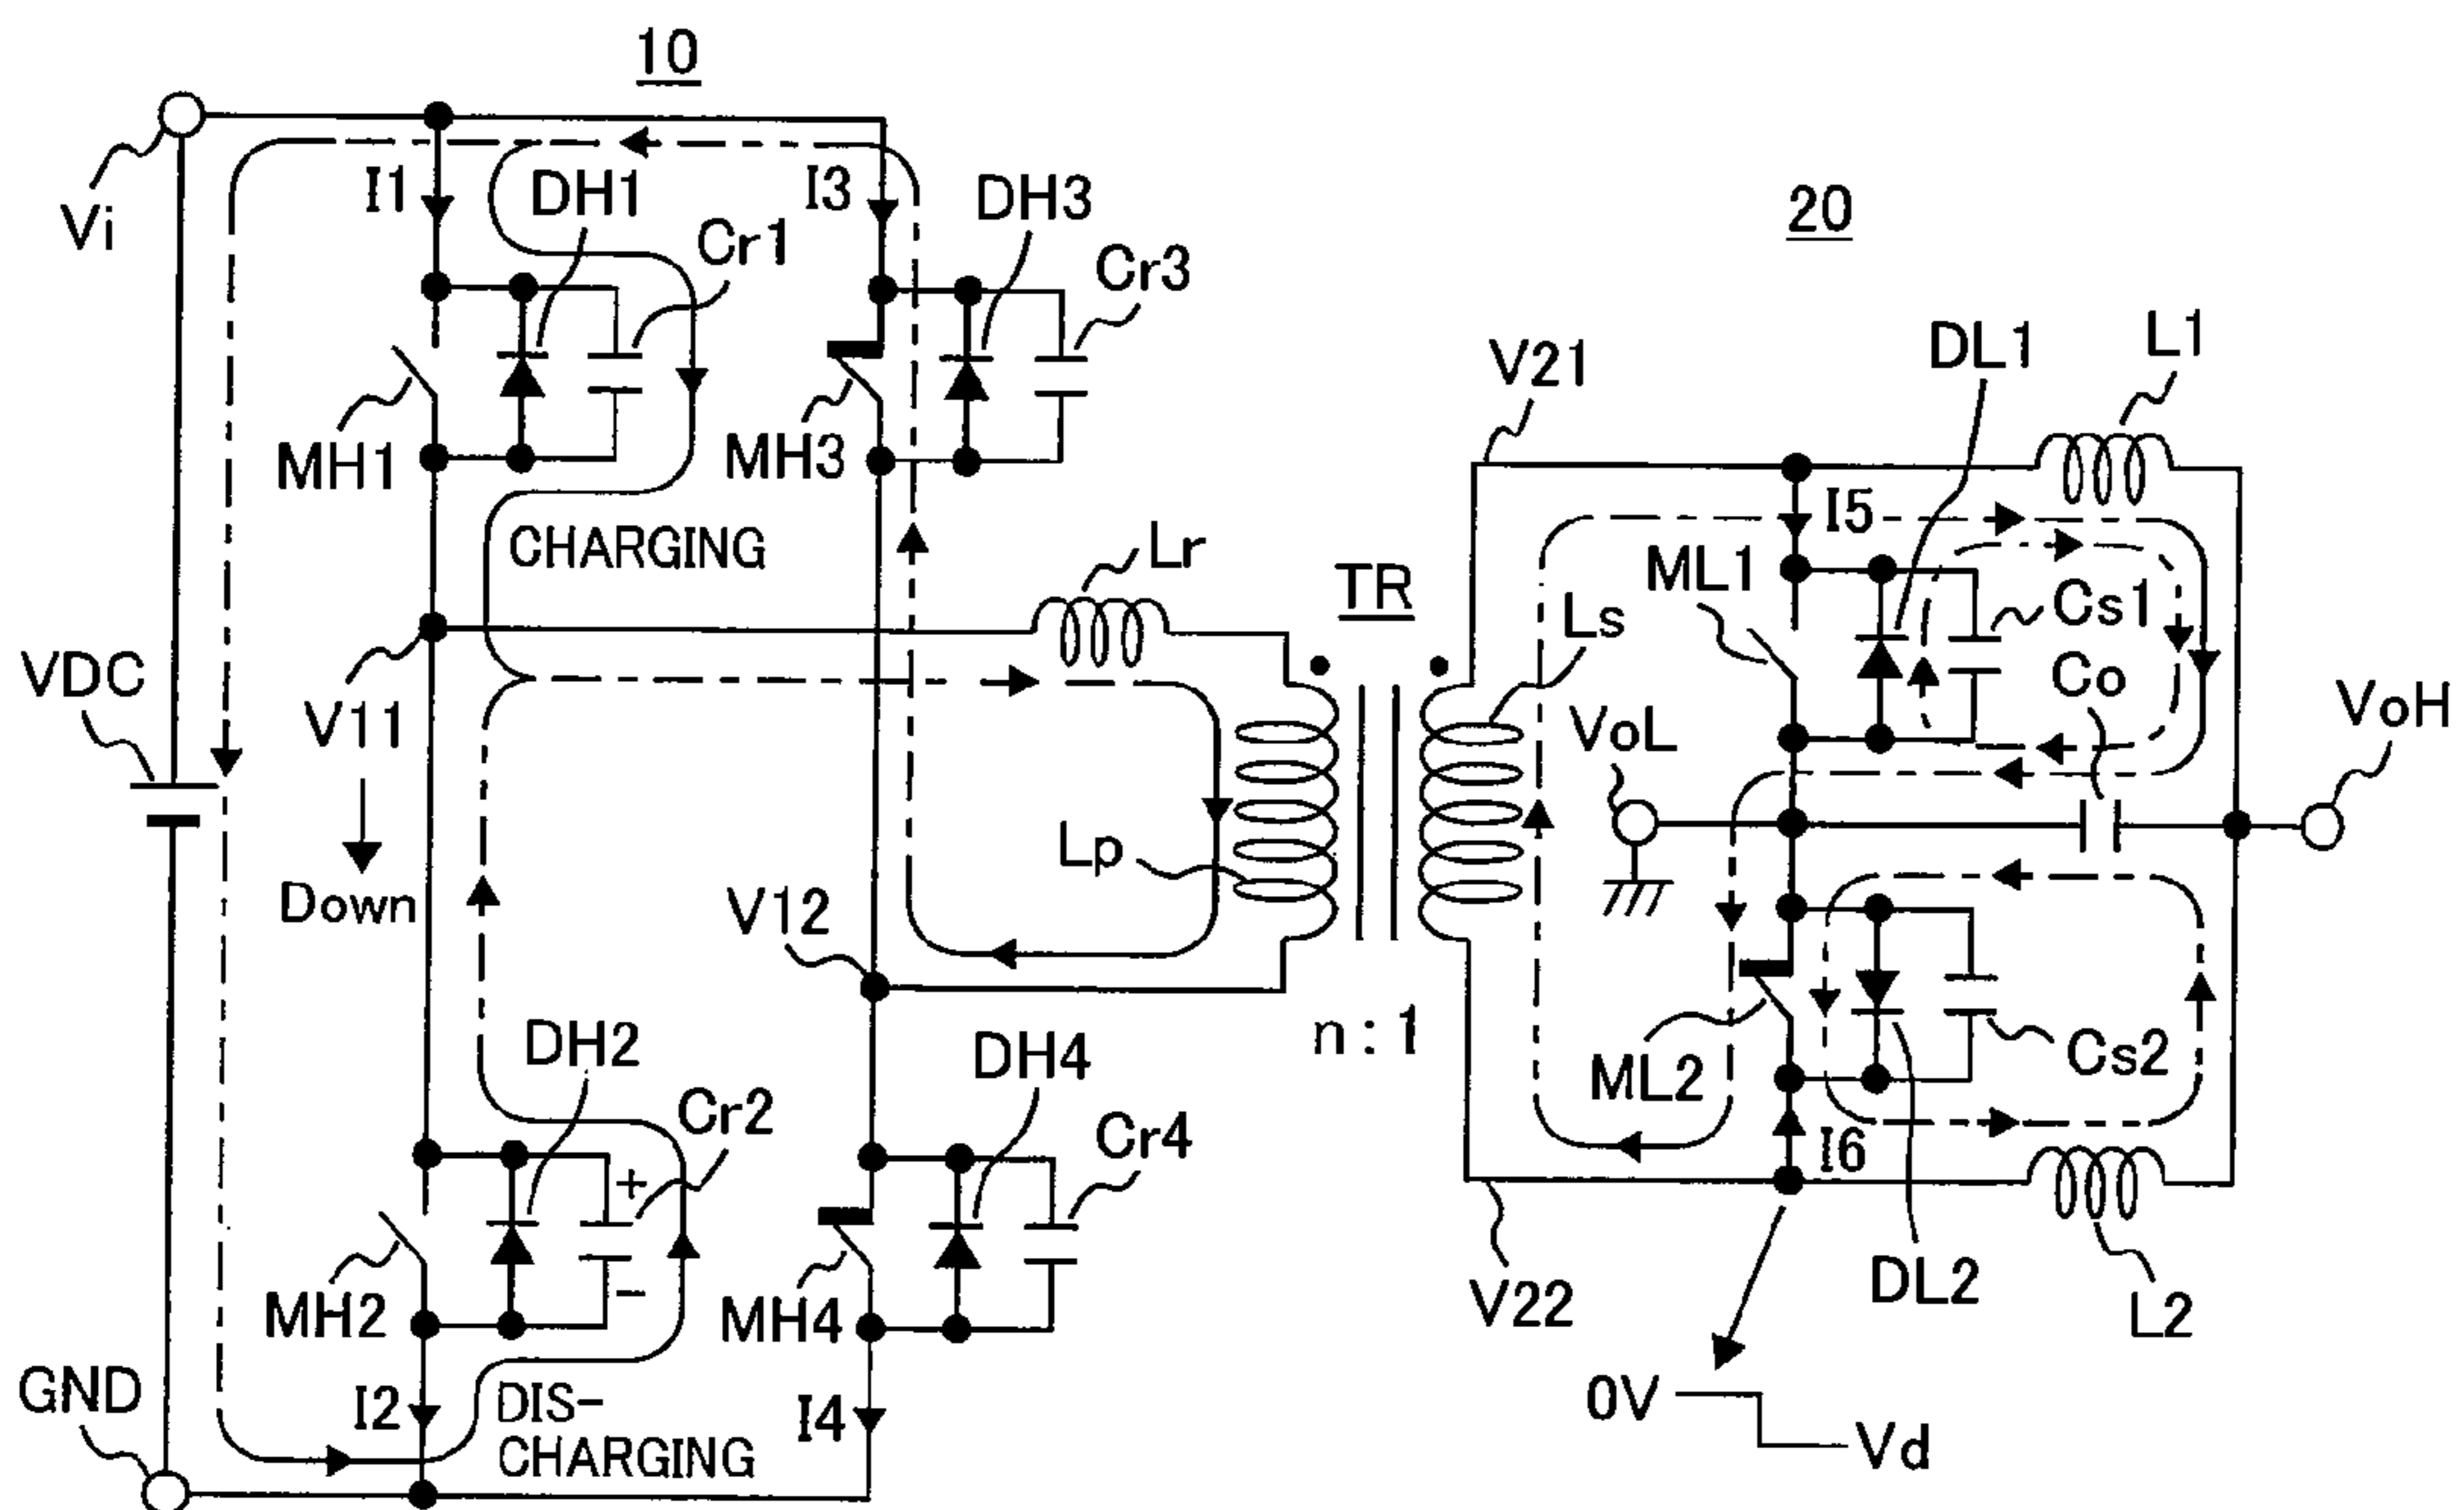 10
Vi
I1
DH1
Cr1
I3
DH3
Cr3
20
MH1
MH3
CHARGING
Lr
TR
V21
DL1
L1
I5
ML1
Ls
Cs1
Co
VoL
VoH
VDC
V11
Down
Lp
V12
n : 1
DH2
Cr2
+
-
MH2
DH4
Cr4
MH4
ML2
Cs2
I6
V22
DL2
L2
GND
I2
DIS-
CHARGING
I4
0V
Vd